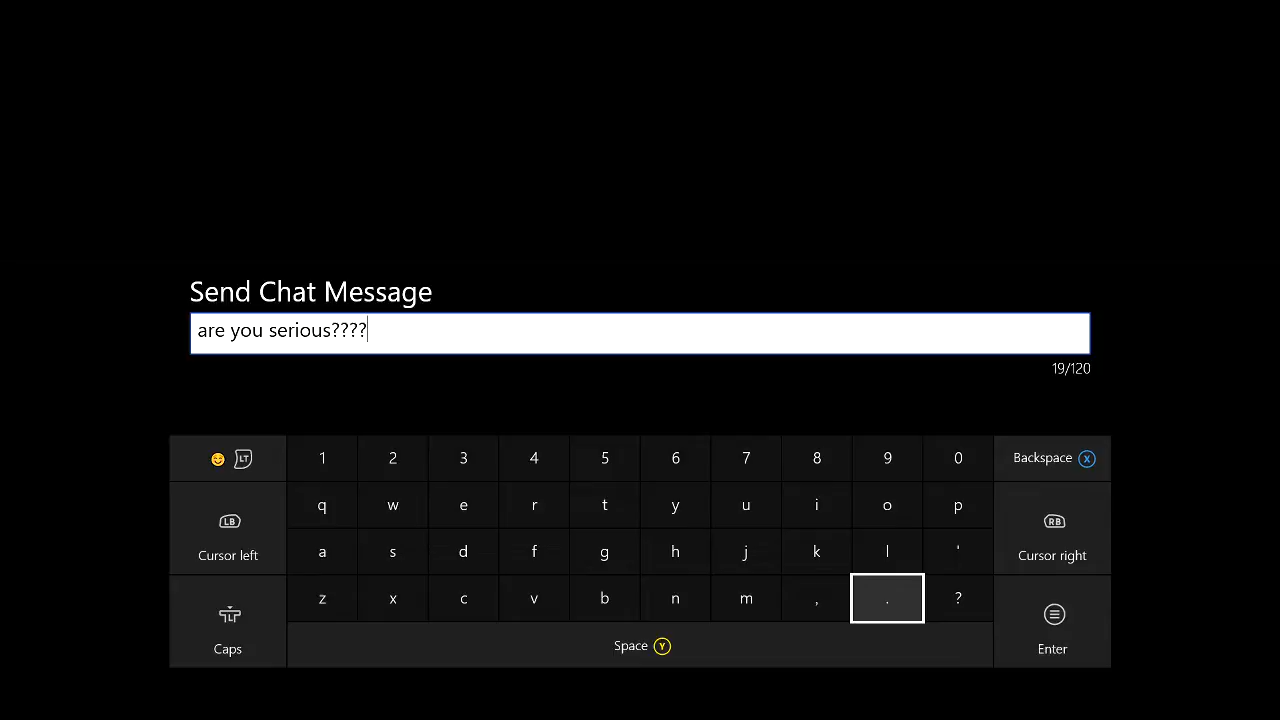 Send Chat Message
are you serious????
19/120
LT 1 2 3 4 5 6 7 8 9 0 Backspace X
q w e r t y u i o p
LB Cursor left
a s d f g h j k l '
RB Cursor right
z x c v b n m , . ?
LT Caps
Space Y
Enter